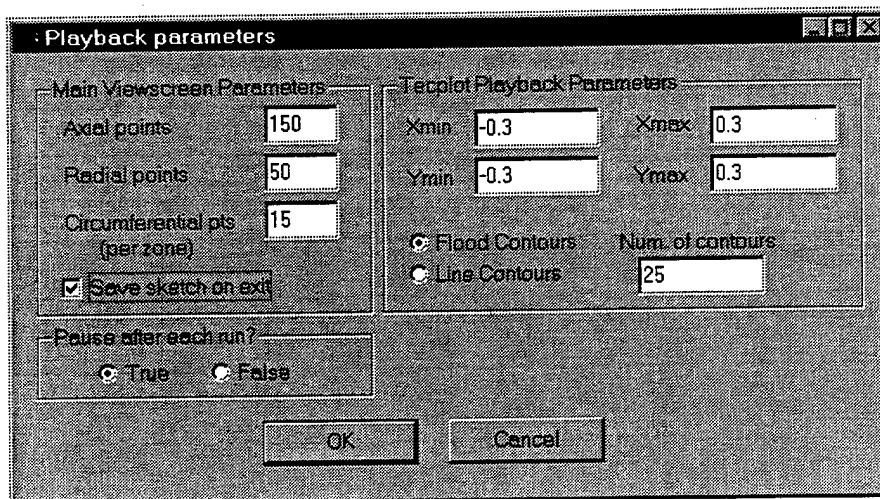 Playback parameters
Main Viewscreen Parameters
Axial points 150
Radial points 50
Circumferential pts 15
(per zone)
Save sketch on exit
Tecplot Playback Parameters
Xmin -0.3 Xmax 0.3
Ymin -0.3 Ymax 0.3
Flood Contours Num. of contours
Line Contours 25
Pause after each run?
True False
OK Cancel